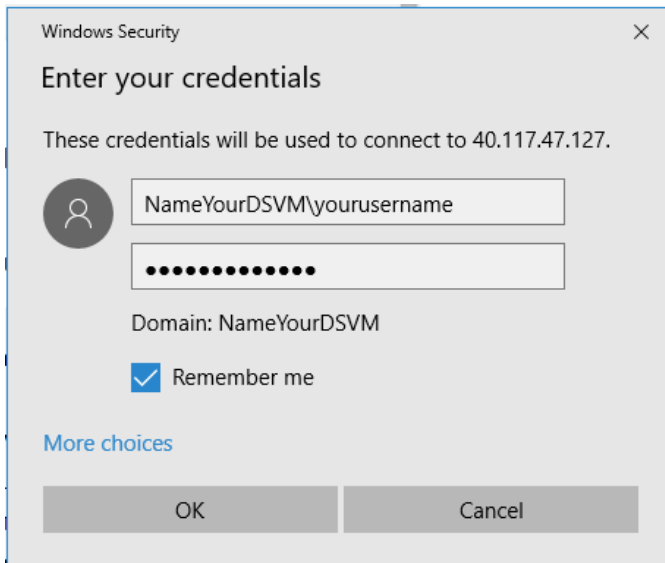 Windows Security
Enter your credentials
These credentials will be used to connect to 40.117.47.127.
NameYourDSVM\yourusername
●●●●●●●●●●●●●
Domain: NameYourDSVM
Remember me
More choices
OK
Cancel